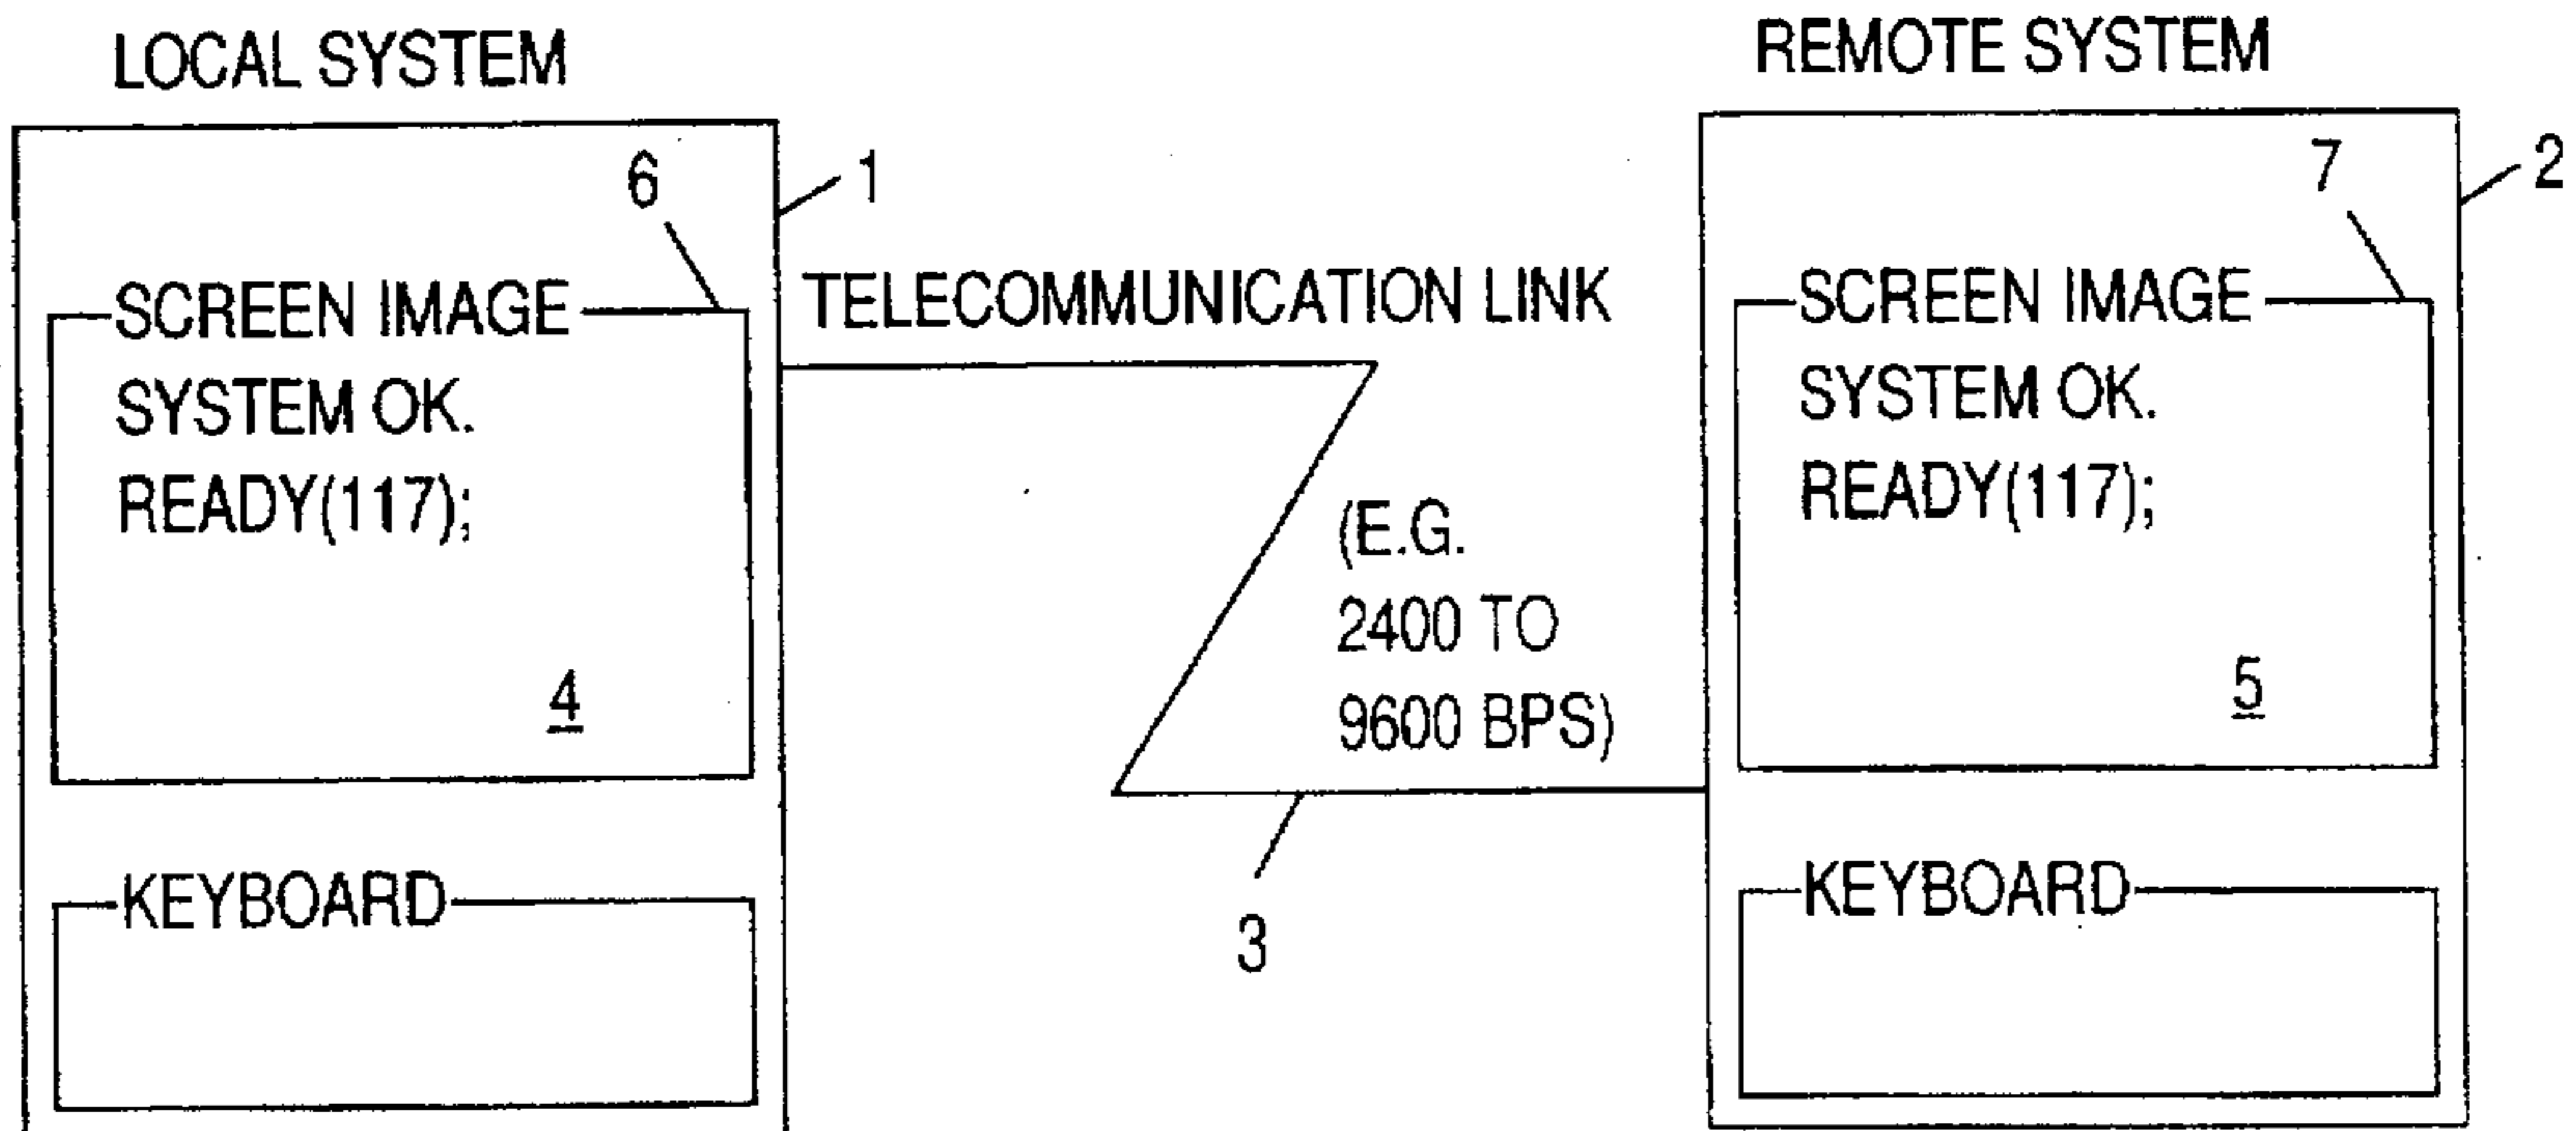 LOCAL SYSTEM
1
6
SCREEN IMAGE
SYSTEM OK.
READY(117);
4
KEYBOARD
TELECOMMUNICATION LINK
(E.G.
2400 TO
9600 BPS)
3
REMOTE SYSTEM
2
7
SCREEN IMAGE
SYSTEM OK.
READY(117);
5
KEYBOARD